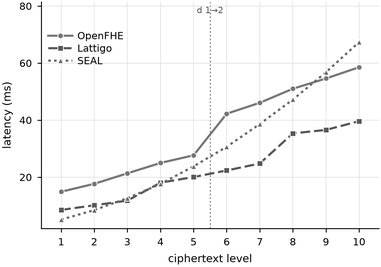 80
60
40
20
latency (ms)
d 1→2
OpenFHE
Lattigo
SEAL
1 2 3 4 5 6 7 8 9 10
ciphertext level